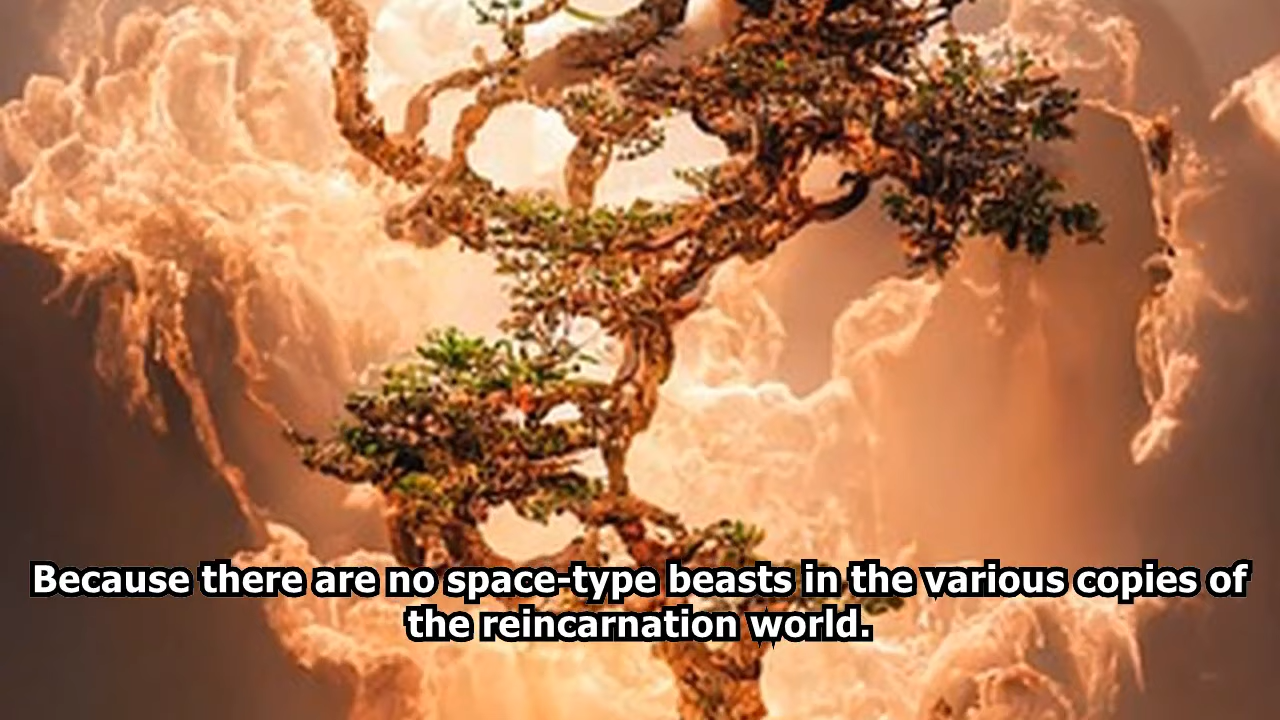 Because there are no space-type beasts in the various copies of
the reincarnation world.